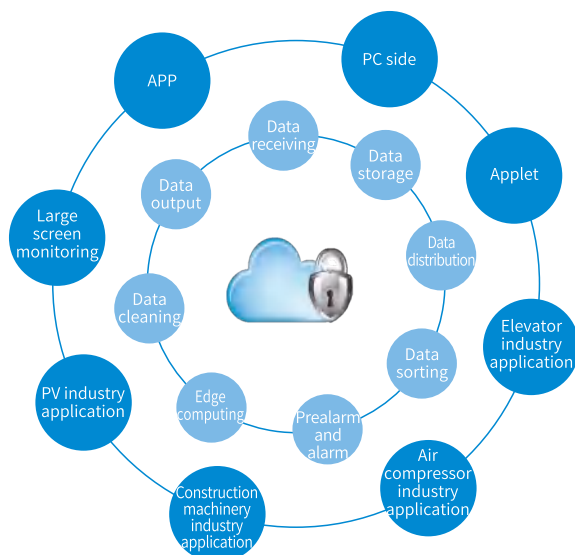 APP
PC side
Applet
Elevator
industry
application
Air
compressor
industry
application
Construction
machinery
industry
application
PV industry
application
Large
screen
monitoring
Data
receiving
Data
storage
Data
distribution
Data
sorting
Prealarm
and
alarm
Edge
computing
Data
cleaning
Data
output